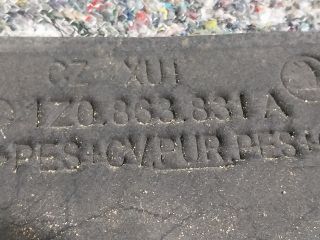 CZ XUI
1Z0.863.831 A
>PES+GV.PUR.PES+